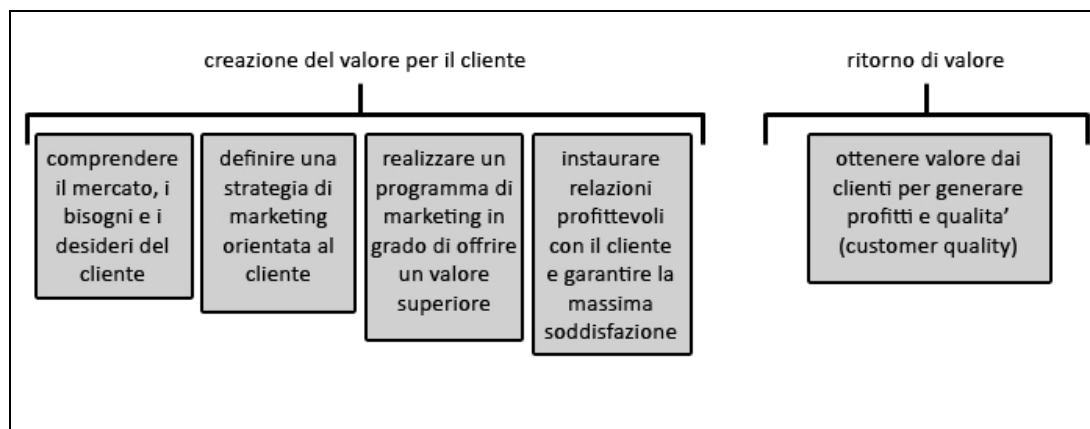 creazione del valore per il cliente
ritorno di valore
comprendere
il mercato, i
bisogni e i
desideri del
cliente
definire una
strategia di
marketing
orientata al
cliente
realizzare un
programma di
marketing in
grado di offrire
un valore
superiore
instaurare
relazioni
profittevoli
con il cliente
e garantire la
massima
soddisfazione
ottenere valore dai
clienti per generare
profitti e qualita’
(customer quality)